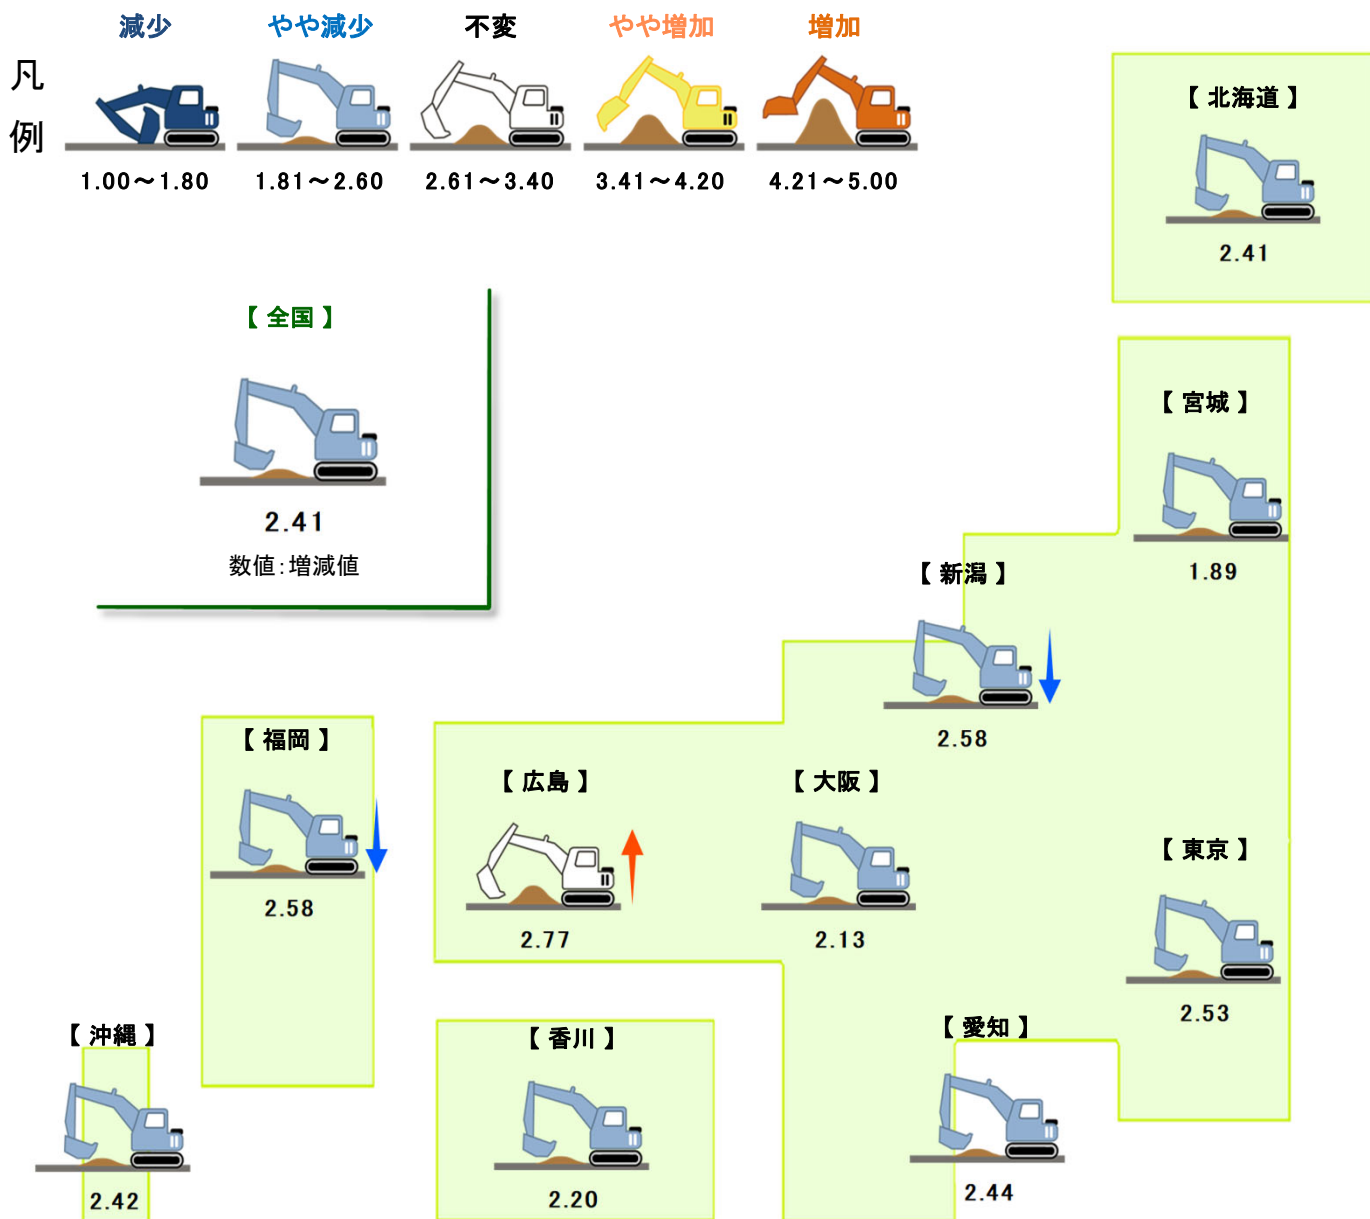 減少 やや減少 不変 やや増加 増加
凡
例
1.00～1.80 1.81～2.60 2.61～3.40 3.41～4.20 4.21～5.00
【 北海道 】
2.41
【 全国 】
2.41
数値：増減値
【 宮城 】
1.89
【 新潟 】
2.58
【 福岡 】
2.58
【 広島 】
2.77
【 大阪 】
2.13
【 東京 】
2.53
【 沖縄 】
2.42
【 香川 】
2.20
【 愛知 】
2.44